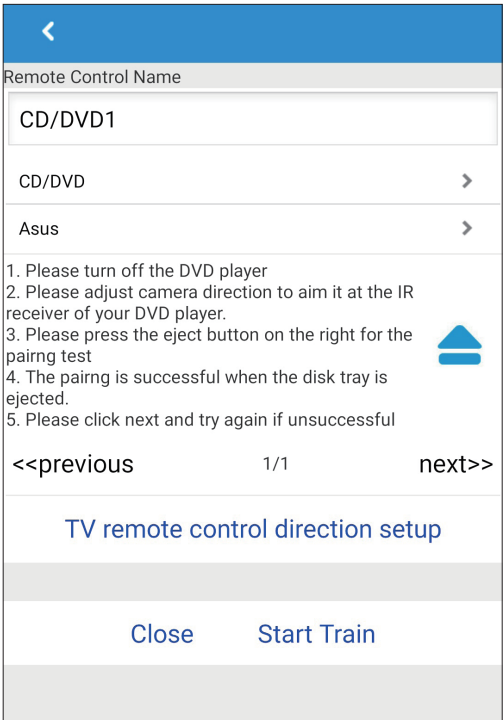 Remote Control Name
CD/DVD1
CD/DVD
Asus
1. Please turn off the DVD player
2. Please adjust camera direction to aim it at the IR
receiver of your DVD player.
3. Please press the eject button on the right for the
pairng test
4. The pairng is successful when the disk tray is
ejected.
5. Please click next and try again if unsuccessful
<<previous 1/1 next>>
TV remote control direction setup
Close Start Train